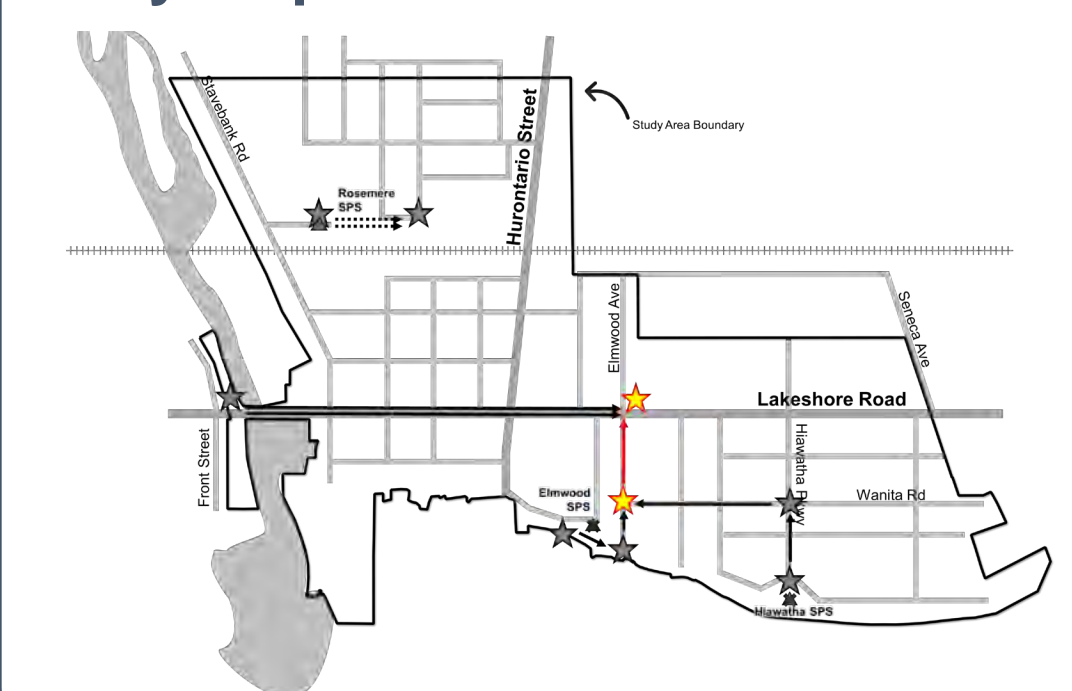 Stavebank Rd
Hurontario Street
Study Area Boundary
Rosemere
SPS
Elmwood Ave
Seneca Ave
Lakeshore Road
Front Street
Hiawatha Pkwy
Elmwood
SPS
Wanita Rd
Hiawatha SPS